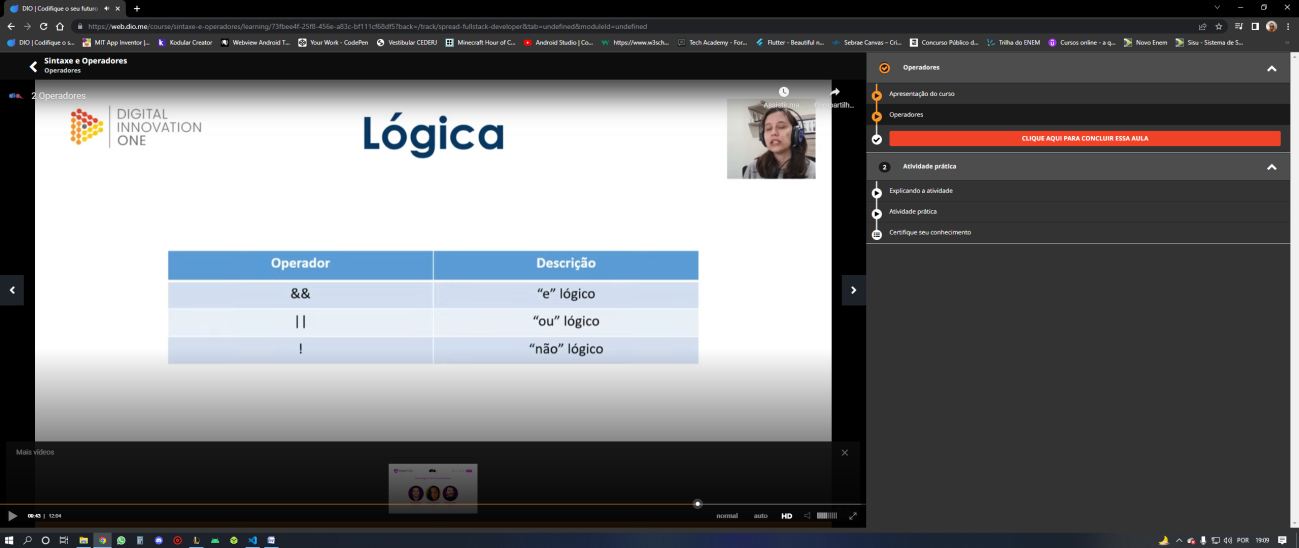 DIO | Codifique o seu futuro
https://web.dio.me/course/sintaxe-e-operadores/learning/73fbee4f-25f8-456e-a83c-bf111cf68df5?back=/track/spread-fullstack-developer&tab=undefined&moduleId=undefined
DIO | Codifique o s...
MIT App Inventor |...
Kodular Creator
Webview Android T...
Your Work - CodePen
Vestibular CEDERJ
Minecraft Hour of C...
Android Studio | Co...
https://www.w3sch...
Tech Academy - For...
Flutter - Beautiful n...
Sebrae Canvas - Cri...
Concurso Público d...
Trilha do ENEM
Cursos online - a q...
Novo Enem
Sisu - Sistema de S...
Sintaxe e Operadores
Operadores
2 Operadores
Assistir ma
mpartilh...
DIGITAL
INNOVATION
ONE
Lógica
Operador Descrição
&& “e” lógico
|| “ou” lógico
! “não” lógico
Mais vídeos
09:43 | 12:04
normal auto HD
Operadores
Apresentação do curso
Operadores
CLIQUE AQUI PARA CONCLUIR ESSA AULA
2 Atividade prática
Explicando a atividade
Atividade prática
Certifique seu conhecimento
POR 19:09